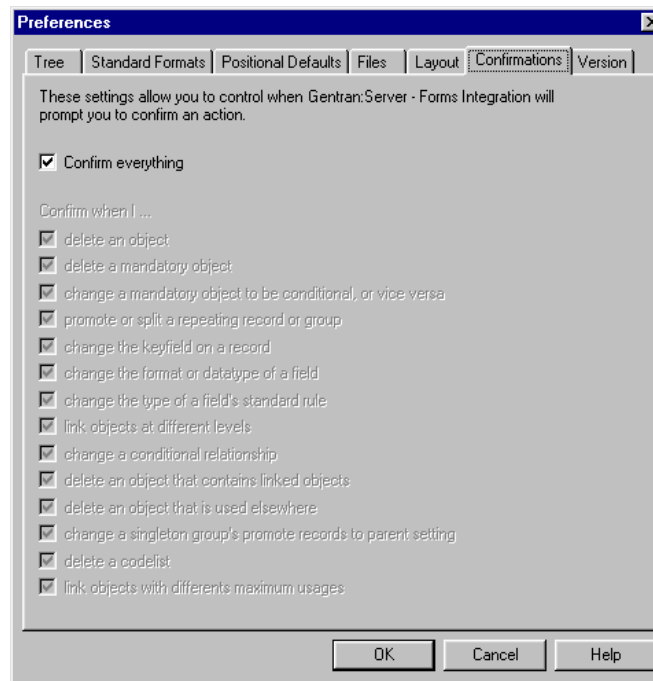 Preferences
Tree
Standard Formats
Positional Defaults
Files
Layout
Confirmations
Version
These settings allow you to control when Gentran:Server - Forms Integration will
prompt you to confirm an action.
Confirm everything
Confirm when I ...
delete an object
delete a mandatory object
change a mandatory object to be conditional, or vice versa
promote or split a repeating record or group
change the keyfield on a record
change the format or datatype of a field
change the type of a field's standard rule
link objects at different levels
change a conditional relationship
delete an object that contains linked objects
delete an object that is used elsewhere
change a singleton group's promote records to parent setting
delete a codelist
link objects with differents maximum usages
OK
Cancel
Help